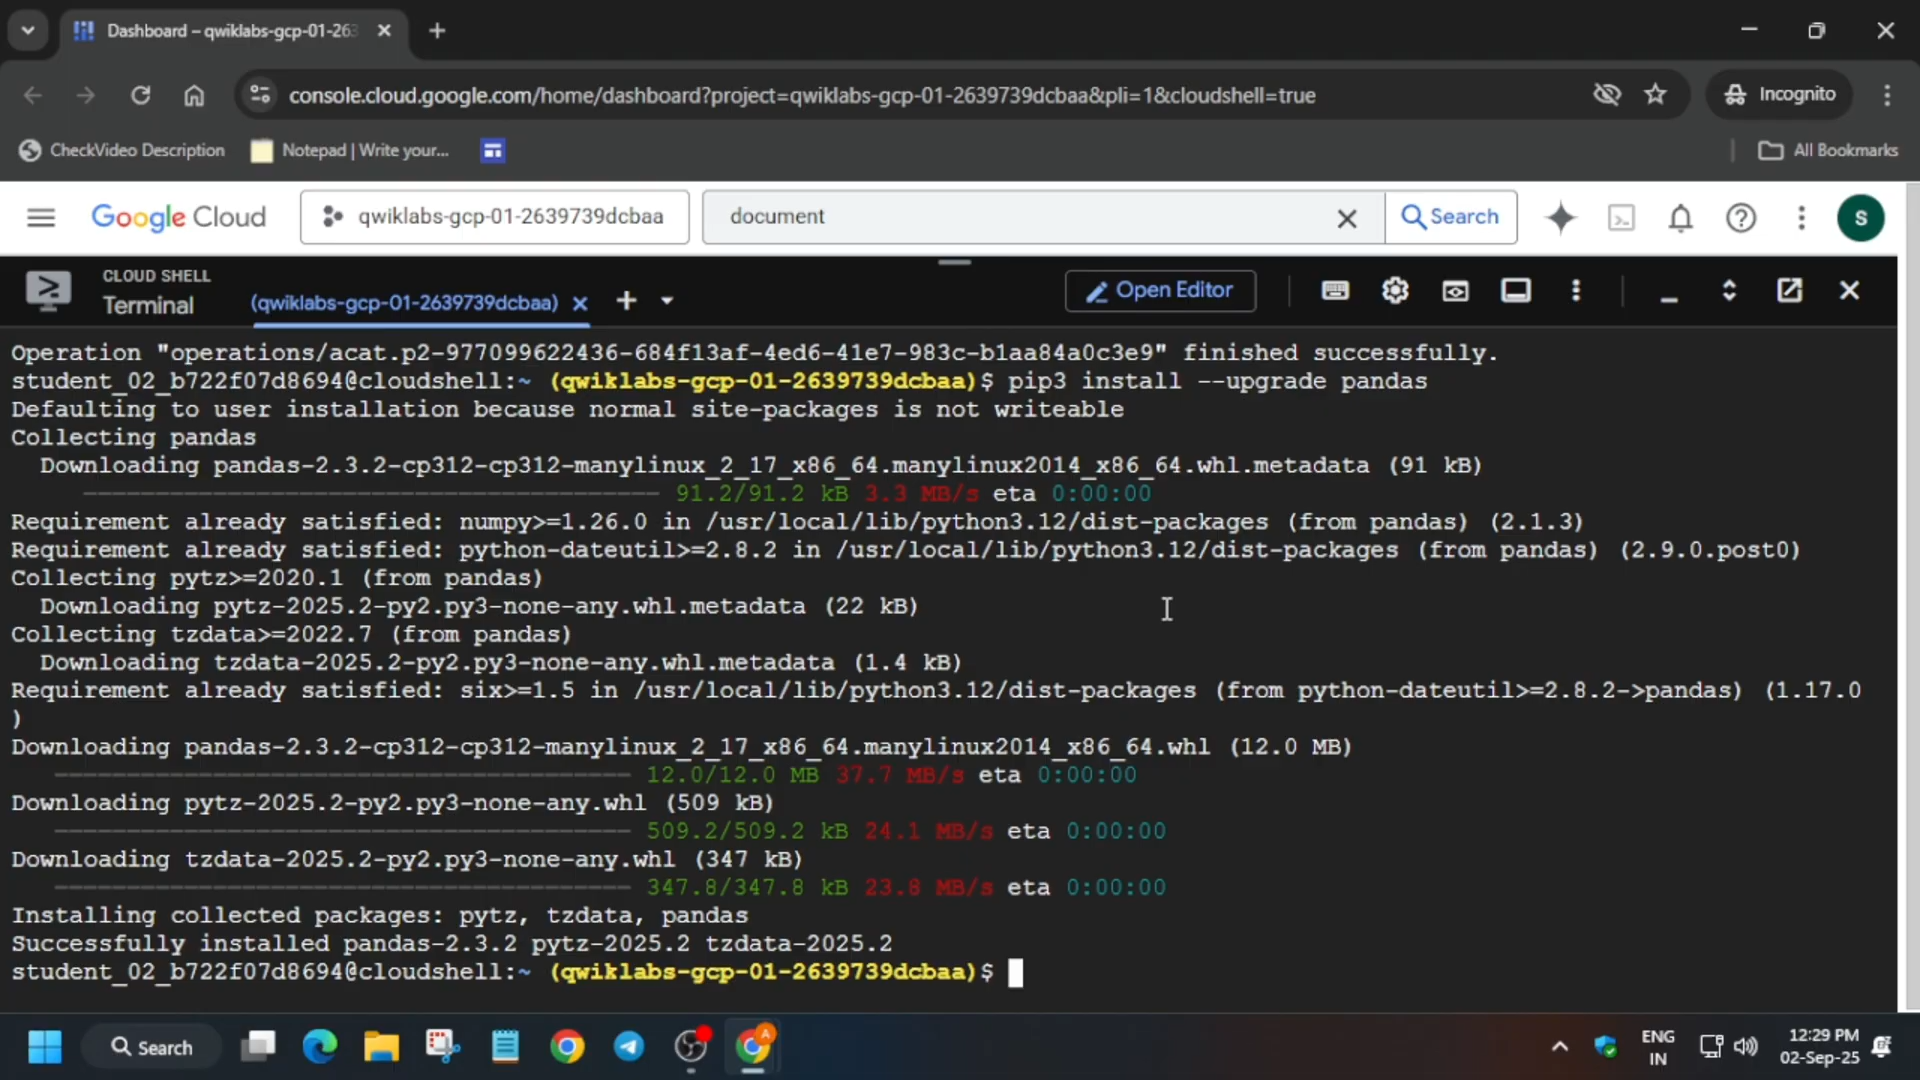 Dashboard – qwiklabs-gcp-01-263
console.cloud.google.com/home/dashboard?project=qwiklabs-gcp-01-2639739dcbaa&pli=1&cloudshell=true
Incognito
CheckVideo Description
Notepad | Write your...
All Bookmarks
Google Cloud
qwiklabs-gcp-01-2639739dcbaa
document
Search
S
CLOUD SHELL
Terminal
(qwiklabs-gcp-01-2639739dcbaa)
Open Editor
Operation "operations/acat.p2-977099622436-684f13af-4ed6-41e7-983c-b1aa84a0c3e9" finished successfully.
student_02_b722f07d8694@cloudshell:~ (qwiklabs-gcp-01-2639739dcbaa)$ pip3 install --upgrade pandas
Defaulting to user installation because normal site-packages is not writeable
Collecting pandas
Downloading pandas-2.3.2-cp312-cp312-manylinux_2_17_x86_64.manylinux2014_x86_64.whl.metadata (91 kB)
91.2/91.2 kB 3.3 MB/s eta 0:00:00
Requirement already satisfied: numpy>=1.26.0 in /usr/local/lib/python3.12/dist-packages (from pandas) (2.1.3)
Requirement already satisfied: python-dateutil>=2.8.2 in /usr/local/lib/python3.12/dist-packages (from pandas) (2.9.0.post0)
Collecting pytz>=2020.1 (from pandas)
Downloading pytz-2025.2-py2.py3-none-any.whl.metadata (22 kB)
Collecting tzdata>=2022.7 (from pandas)
Downloading tzdata-2025.2-py2.py3-none-any.whl.metadata (1.4 kB)
Requirement already satisfied: six>=1.5 in /usr/local/lib/python3.12/dist-packages (from python-dateutil>=2.8.2->pandas) (1.17.0
)
Downloading pandas-2.3.2-cp312-cp312-manylinux_2_17_x86_64.manylinux2014_x86_64.whl (12.0 MB)
12.0/12.0 MB 37.7 MB/s eta 0:00:00
Downloading pytz-2025.2-py2.py3-none-any.whl (509 kB)
509.2/509.2 kB 24.1 MB/s eta 0:00:00
Downloading tzdata-2025.2-py2.py3-none-any.whl (347 kB)
347.8/347.8 kB 23.8 MB/s eta 0:00:00
Installing collected packages: pytz, tzdata, pandas
Successfully installed pandas-2.3.2 pytz-2025.2 tzdata-2025.2
student_02_b722f07d8694@cloudshell:~ (qwiklabs-gcp-01-2639739dcbaa)$
Search
A
ENG
IN
12:29 PM
02-Sep-25